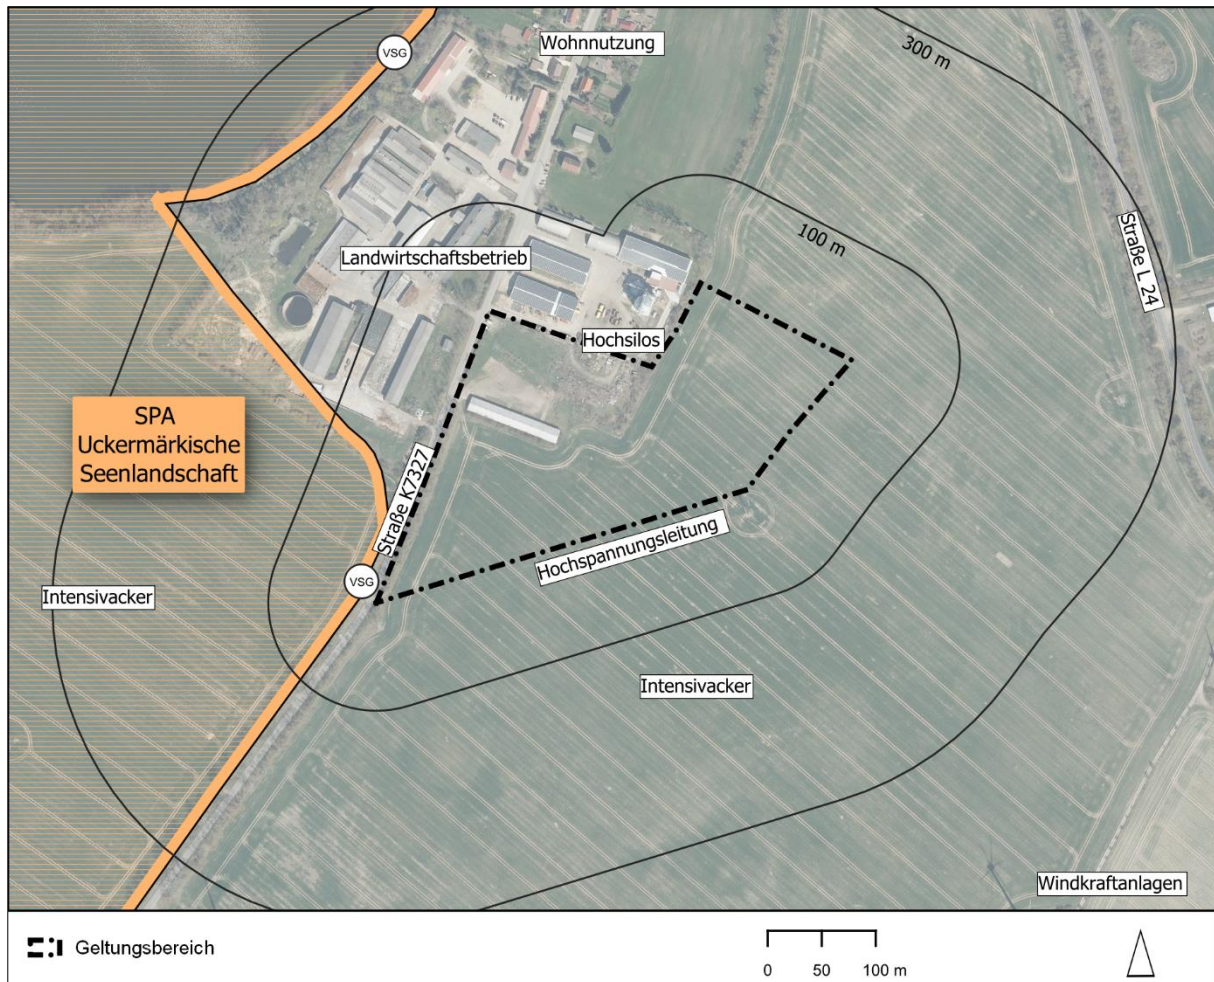 VSG
Wohnnutzung
300 m
Straße L 24
100 m
Landwirtschaftsbetrieb
Hochsilos
SPA
Uckermärkische
Seenlandschaft
Straße K7327
Hochspannungsleitung
VSG
Intensivacker
Intensivacker
Windkraftanlagen
Geltungsbereich
0 50 100 m